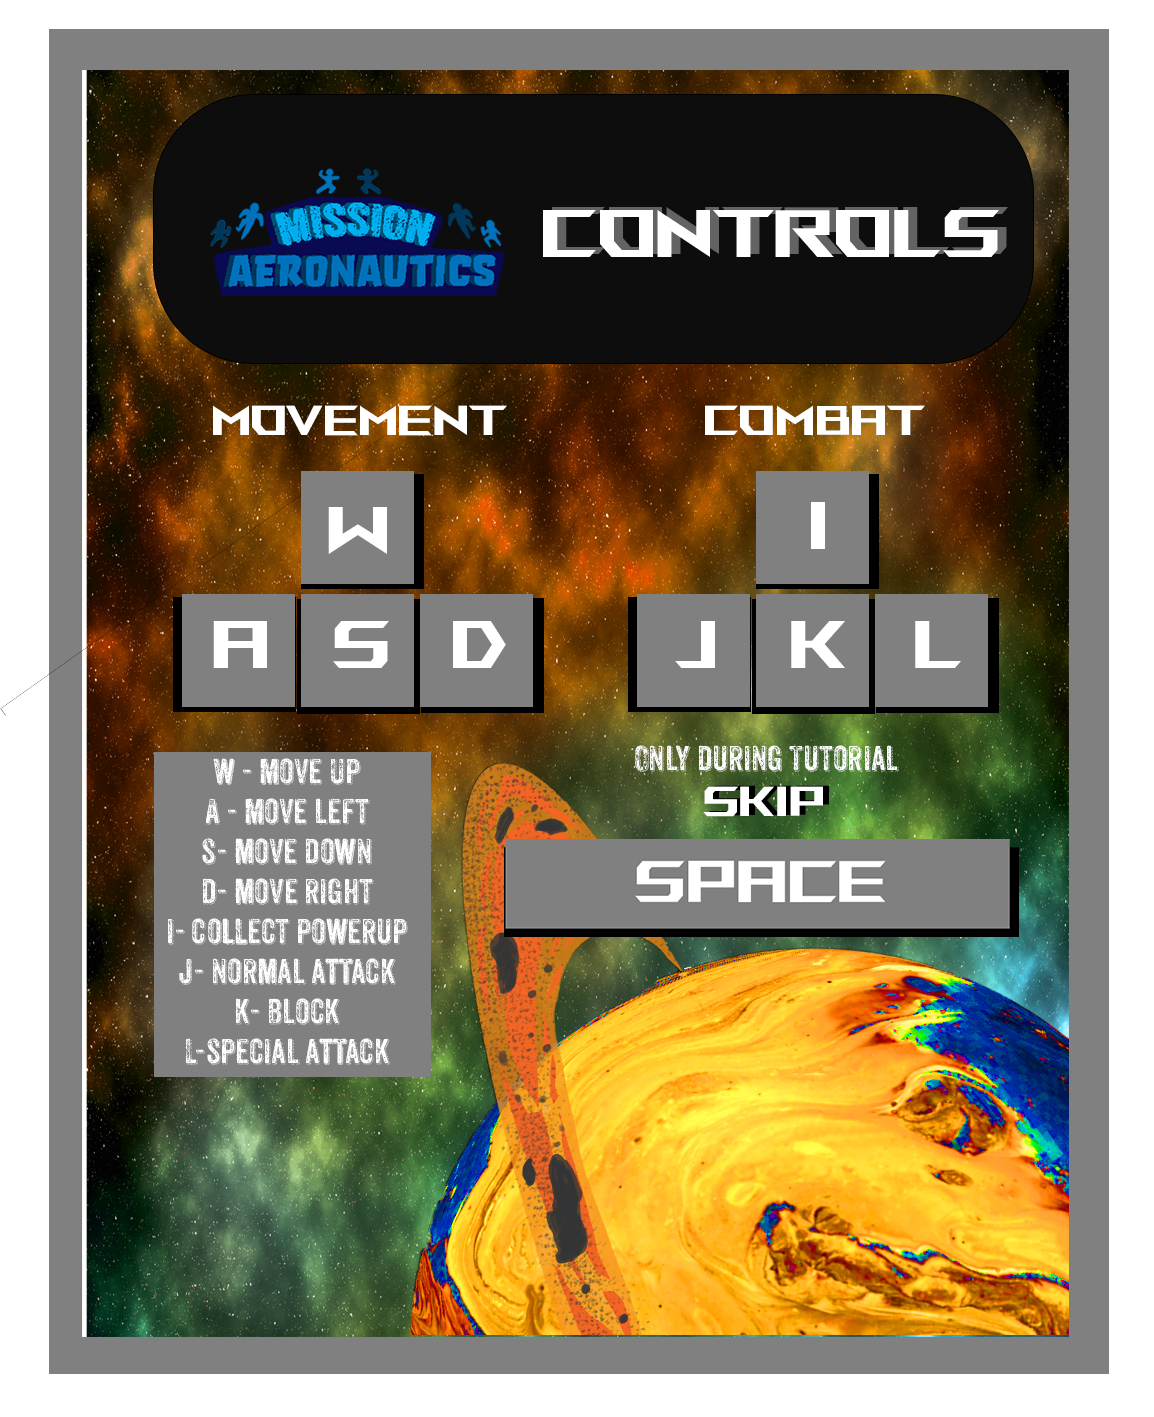 MISSION
AERONAUTICS
CONTROLS
MOVEMENT
COMBAT
W
I
A S D
J K L
W - MOVE UP
A - MOVE LEFT
S- MOVE DOWN
D- MOVE RIGHT
I- COLLECT POWERUP
J- NORMAL ATTACK
K- BLOCK
L-SPECIAL ATTACK
ONLY DURING TUTORIAL
SKIP
SPACE